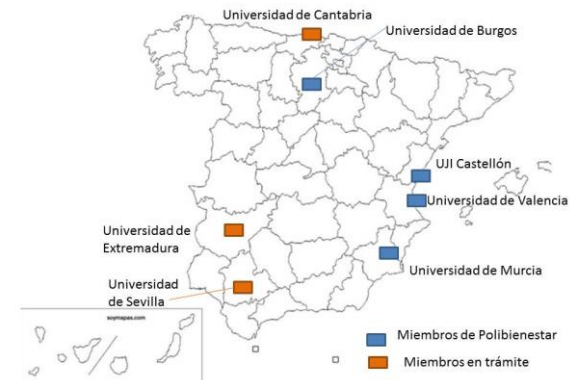 Universidad de Cantabria
Universidad de Burgos
UJI Castellón
Universidad de Valencia
Universidad de
Extremadura
Universidad de Murcia
Universidad
de Sevilla
soymapas.com
Miembros de Polibienestar
Miembros en trámite